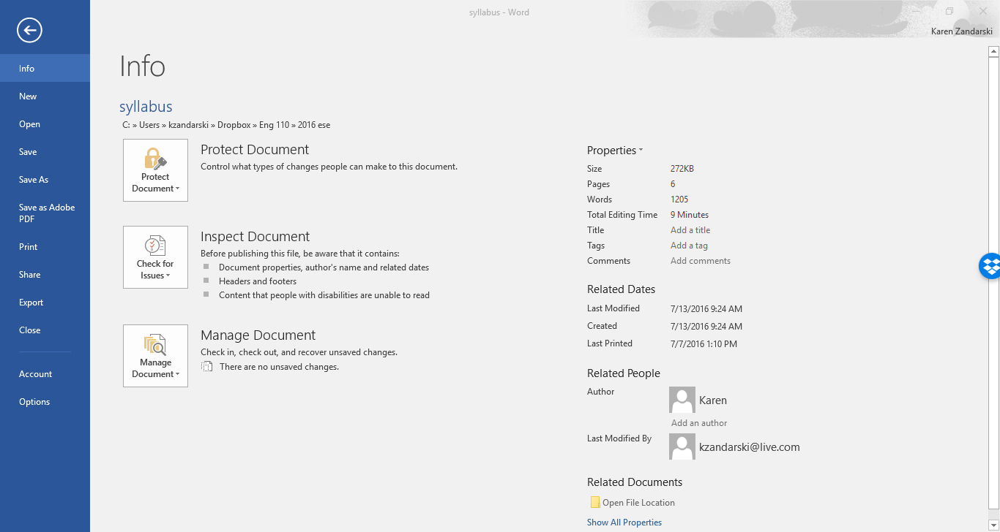 syllabus - Word
?
Karen Zandarski
Info
New
Open
Save
Save As
Save as Adobe
PDF
Print
Share
Export
Close
Account
Options
Info
syllabus
C: » Users » kzandarski » Dropbox » Eng 110 » 2016 ese
Protect
Document
Protect Document
Control what types of changes people can make to this document.
Check for
Issues
Inspect Document
Before publishing this file, be aware that it contains:
Document properties, author's name and related dates
Headers and footers
Content that people with disabilities are unable to read
Manage
Document
Manage Document
Check in, check out, and recover unsaved changes.
There are no unsaved changes.
Properties
Size 272KB
Pages 6
Words 1205
Total Editing Time 9 Minutes
Title Add a title
Tags Add a tag
Comments Add comments
Related Dates
Last Modified 7/13/2016 9:24 AM
Created 7/13/2016 9:24 AM
Last Printed 7/7/2016 1:10 PM
Related People
Author Karen
Add an author
Last Modified By kzandarski@live.com
Related Documents
Open File Location
Show All Properties